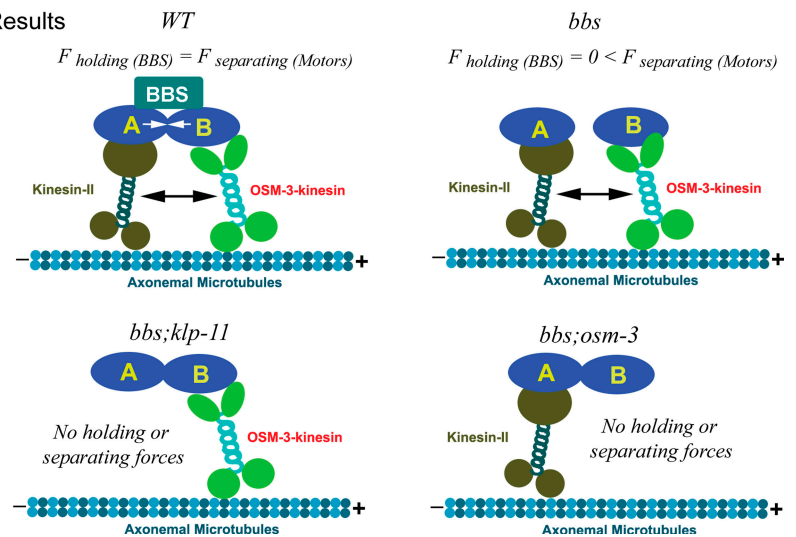 Results
WT
F holding (BBS) = F separating (Motors)
BBS
A
B
Kinesin-II
OSM-3-kinesin
– +
Axonemal Microtubules
bbs
F holding (BBS) = 0 < F separating (Motors)
A
B
Kinesin-II
OSM-3-kinesin
– +
Axonemal Microtubules
bbs;klp-11
A
B
No holding or
separating forces
OSM-3-kinesin
– +
Axonemal Microtubules
bbs;osm-3
A
B
Kinesin-II
No holding or
separating forces
– +
Axonemal Microtubules